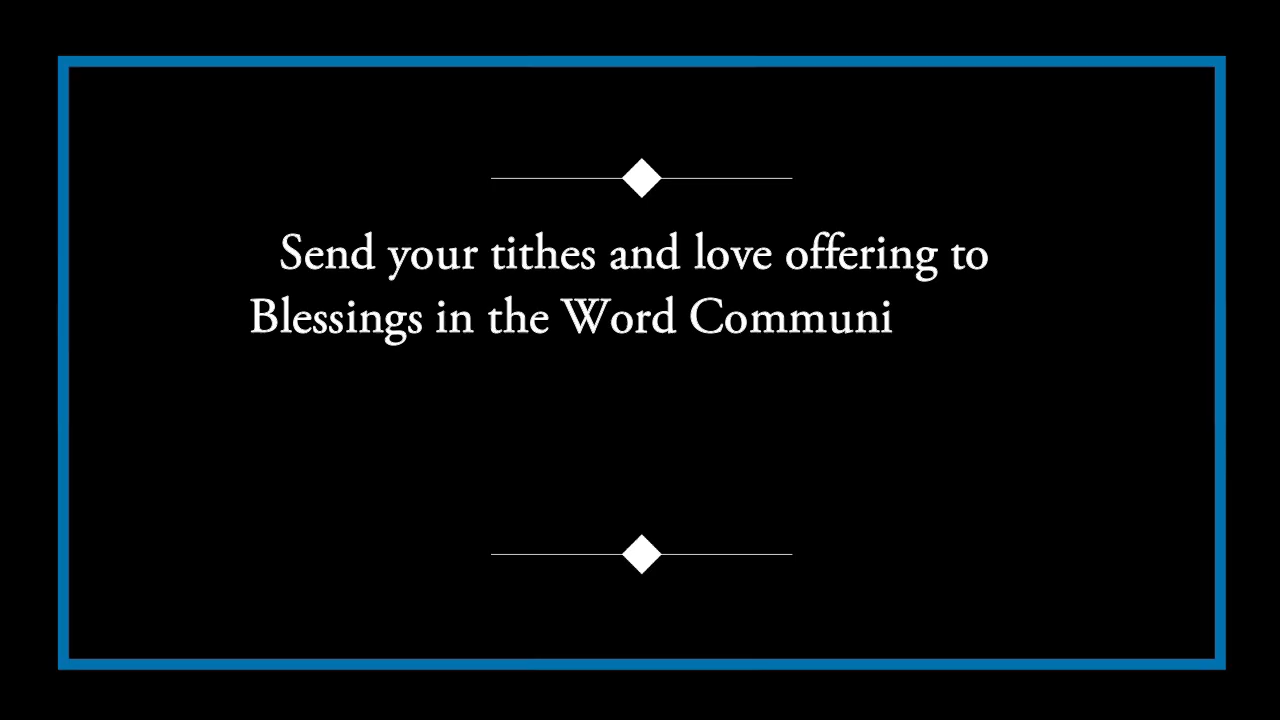 Send your tithes and love offering to
Blessings in the Word Communi